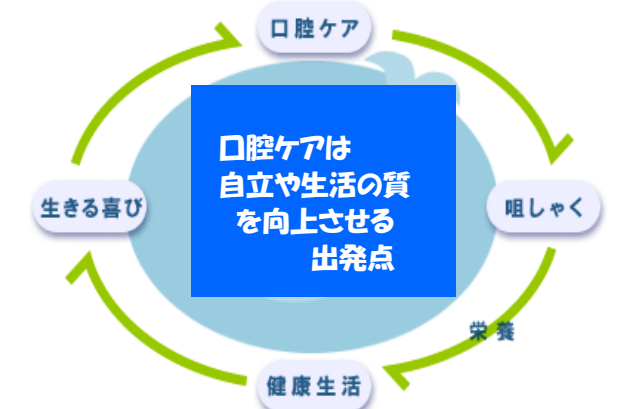 口腔ケア
口腔ケアは
自立や生活の質
を向上させる
出発点
生きる喜び
咀しゃく
栄養
健康生活